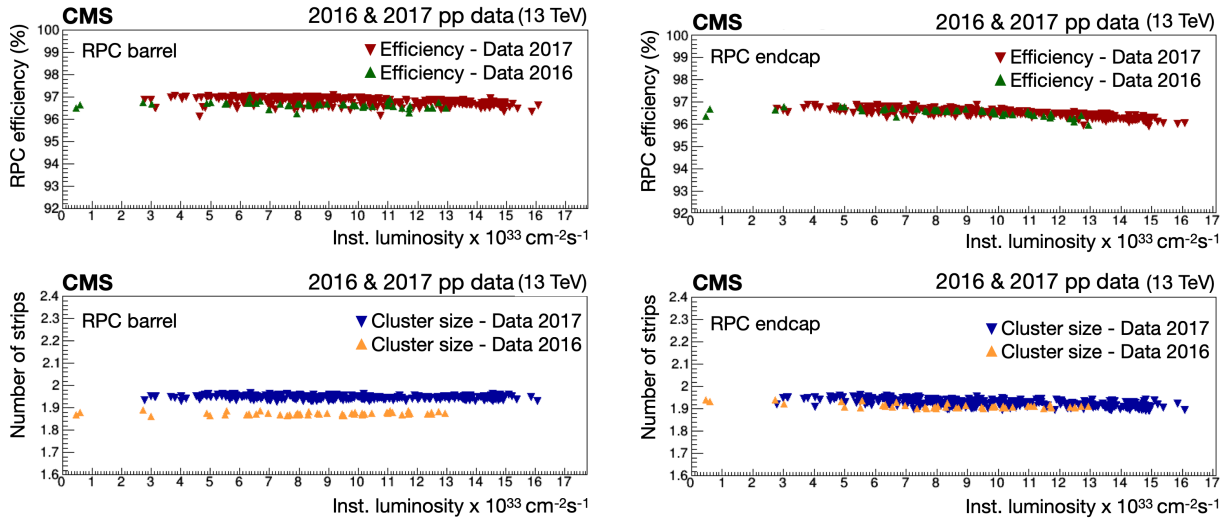 CMS 2016 & 2017 pp data (13 TeV)
RPC efficiency (%)
100
99
98
97
96
95
94
93
92
RPC barrel
▼ Efficiency - Data 2017
▲ Efficiency - Data 2016
0 1 2 3 4 5 6 7 8 9 10 11 12 13 14 15 16 17
Inst. luminosity x 10³³ cm⁻²s⁻¹
CMS 2016 & 2017 pp data (13 TeV)
RPC efficiency (%)
100
99
98
97
96
95
94
93
92
RPC endcap
▼ Efficiency - Data 2017
▲ Efficiency - Data 2016
0 1 2 3 4 5 6 7 8 9 10 11 12 13 14 15 16 17
Inst. luminosity x 10³³ cm⁻²s⁻¹
CMS 2016 & 2017 pp data (13 TeV)
Number of strips
2.4
2.3
2.2
2.1
2
1.9
1.8
1.7
1.6
RPC barrel
▼ Cluster size - Data 2017
▲ Cluster size - Data 2016
0 1 2 3 4 5 6 7 8 9 10 11 12 13 14 15 16 17
Inst. luminosity x 10³³ cm⁻²s⁻¹
CMS 2016 & 2017 pp data (13 TeV)
Number of strips
2.4
2.3
2.2
2.1
2
1.9
1.8
1.7
1.6
RPC endcap
▼ Cluster size - Data 2017
▲ Cluster size - Data 2016
0 1 2 3 4 5 6 7 8 9 10 11 12 13 14 15 16 17
Inst. luminosity x 10³³ cm⁻²s⁻¹